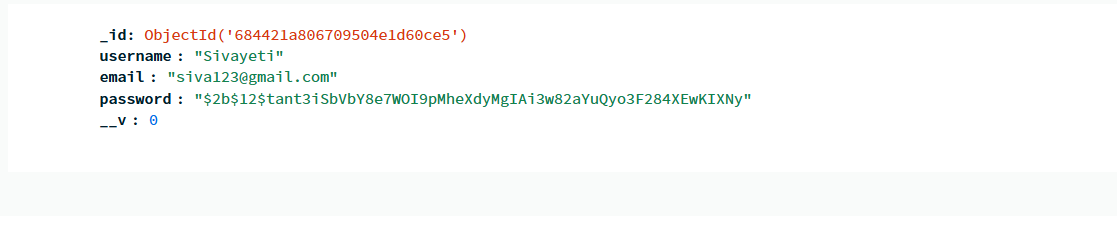 _id: ObjectId('684421a806709504e1d60ce5')
username : "Sivayeti"
email : "siva123@gmail.com"
password : "$2b$12$tant3iSbVbY8e7WOI9pMheXdyMgIAi3w82aYuQyo3F284XEwKIXNy"
__v : 0